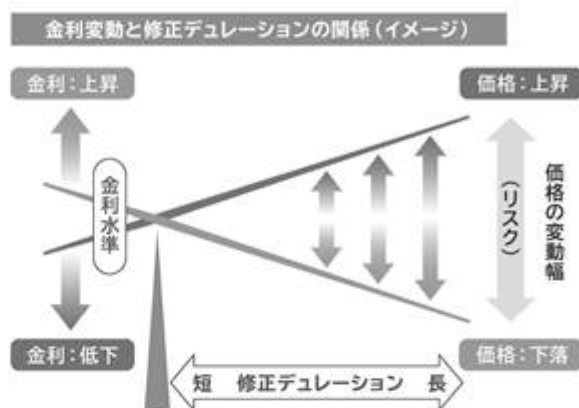 金利変動と修正デュレーションの関係（イメージ）
金利：上昇
価格：上昇
金利水準
価格の変動幅
（リスク）
金利：低下
価格：下落
短 修正デュレーション 長